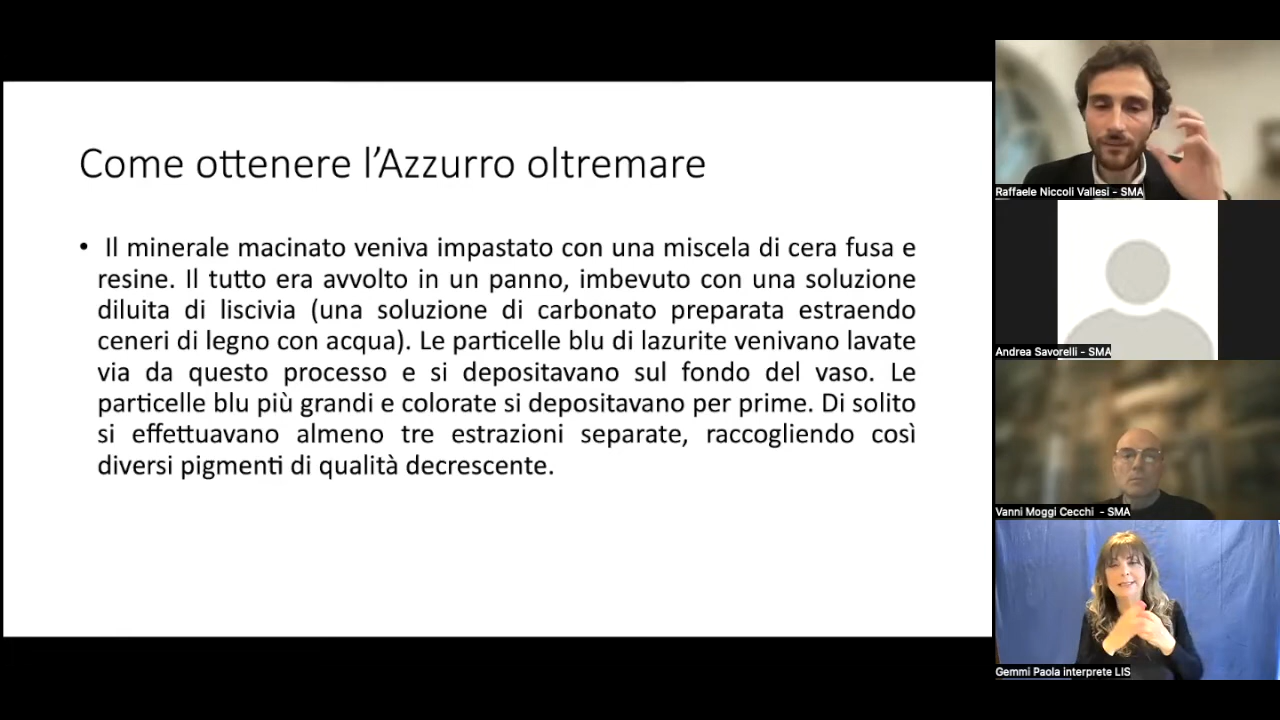 Come ottenere l’Azzurro oltremare
• Il minerale macinato veniva impastato con una miscela di cera fusa e
resine. Il tutto era avvolto in un panno, imbevuto con una soluzione
diluita di liscivia (una soluzione di carbonato preparata estraendo
ceneri di legno con acqua). Le particelle blu di lazurite venivano lavate
via da questo processo e si depositavano sul fondo del vaso. Le
particelle blu più grandi e colorate si depositavano per prime. Di solito
si effettuavano almeno tre estrazioni separate, raccogliendo così
diversi pigmenti di qualità decrescente.
Raffaele Niccoli Vallesi - SMA
Andrea Savorelli - SMA
Vanni Moggi Cecchi - SMA
Gemmi Paola interprete LIS